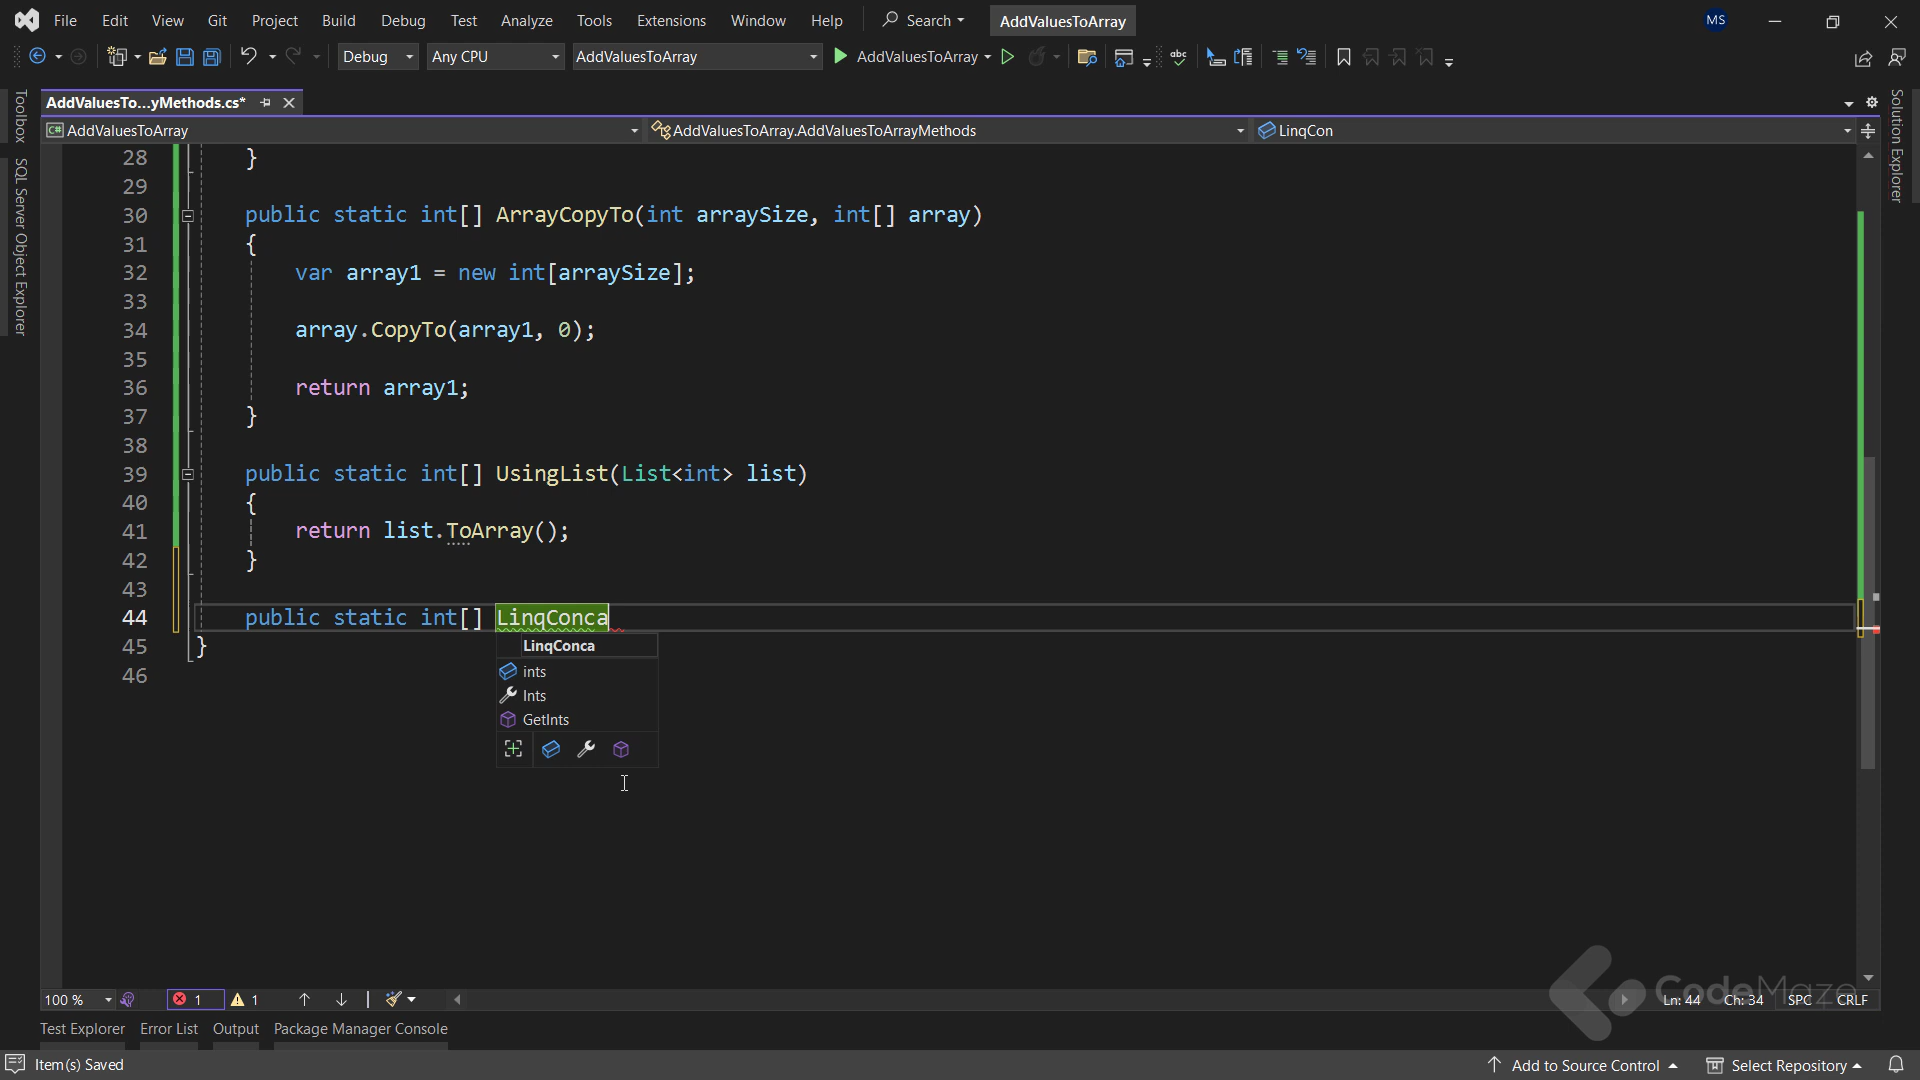 File Edit View Git Project Build Debug Test Analyze Tools Extensions Window Help Search AddValuesToArray MS
Debug Any CPU AddValuesToArray AddValuesToArray
AddValuesTo...yMethods.cs*
AddValuesToArray AddValuesToArray.AddValuesToArrayMethods LinqCon
Toolbox
SQL Server Object Explorer
Solution Explorer
28 }
29
30 public static int[] ArrayCopyTo(int arraySize, int[] array)
31 {
32 var array1 = new int[arraySize];
33
34 array.CopyTo(array1, 0);
35
36 return array1;
37 }
38
39 public static int[] UsingList(List<int> list)
40 {
41 return list.ToArray();
42 }
43
44 public static int[] LinqConca
45 }
46
LinqConca
ints
Ints
GetInts
CodeMaze
100 % 1 1 Ln: 44 Ch: 34 SPC CRLF
Test Explorer Error List Output Package Manager Console
Item(s) Saved Add to Source Control Select Repository